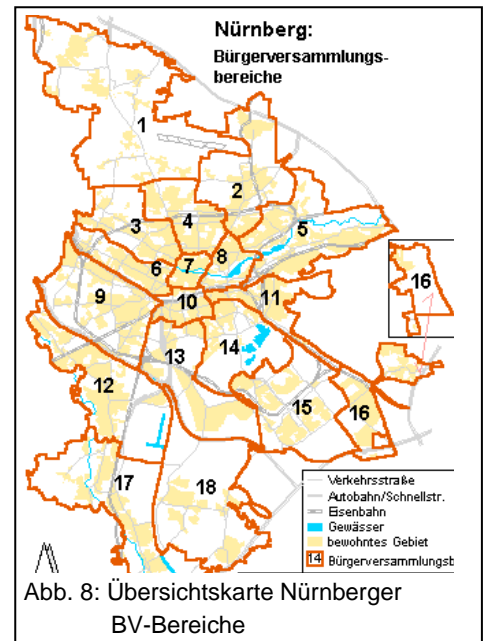 Nürnberg:
Bürgerversammlungs-
bereiche
1
2
3
4
5
6
7
8
9
10
11
16
12
13
14
15
16
17
18
Verkehrsstraße
Autobahn/Schnellstr.
Eisenbahn
Gewässer
bewohntes Gebiet
14 Bürgerversammlungsb
Abb. 8: Übersichtskarte Nürnberger
BV-Bereiche